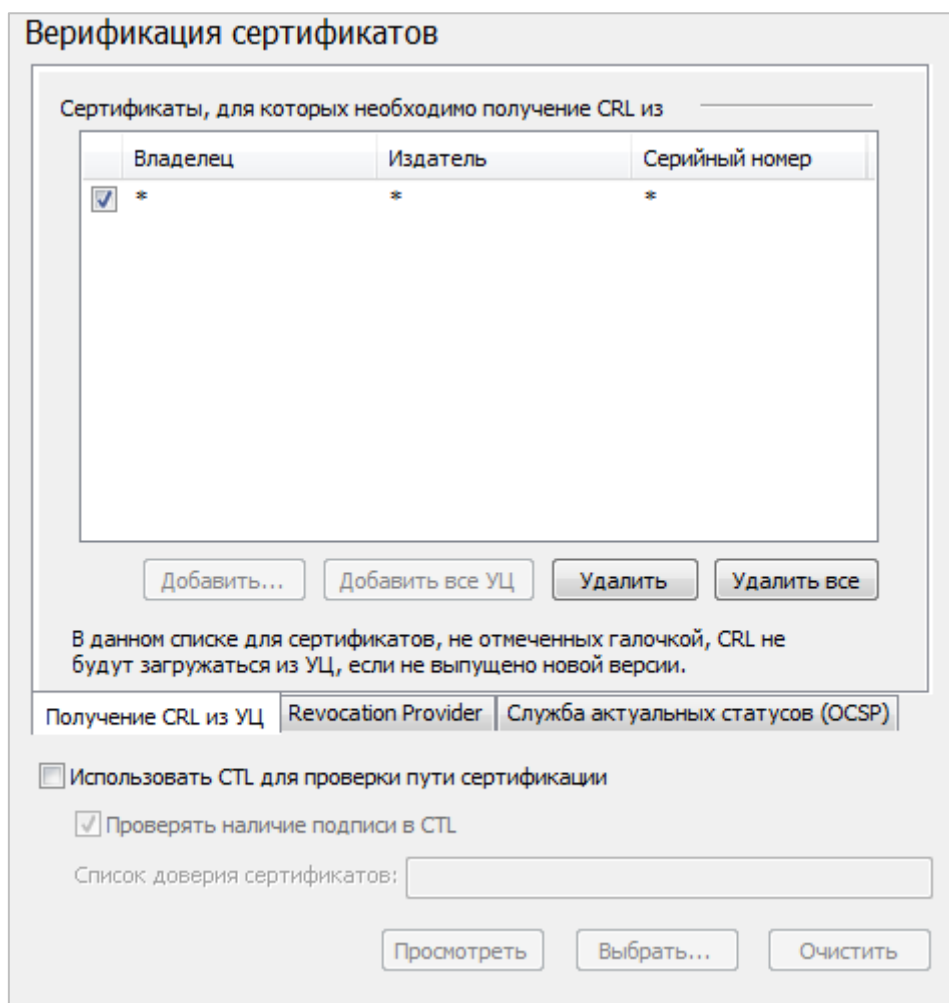 Верификация сертификатов
Сертификаты, для которых необходимо получение CRL из
Владелец Издатель Серийный номер
* * *
Добавить... Добавить все УЦ Удалить Удалить все
В данном списке для сертификатов, не отмеченных галочкой, CRL не
будут загружаться из УЦ, если не выпущено новой версии.
Получение CRL из УЦ Revocation Provider Служба актуальных статусов (OCSP)
Использовать CTL для проверки пути сертификации
Проверять наличие подписи в CTL
Список доверия сертификатов:
Просмотреть Выбрать... Очистить